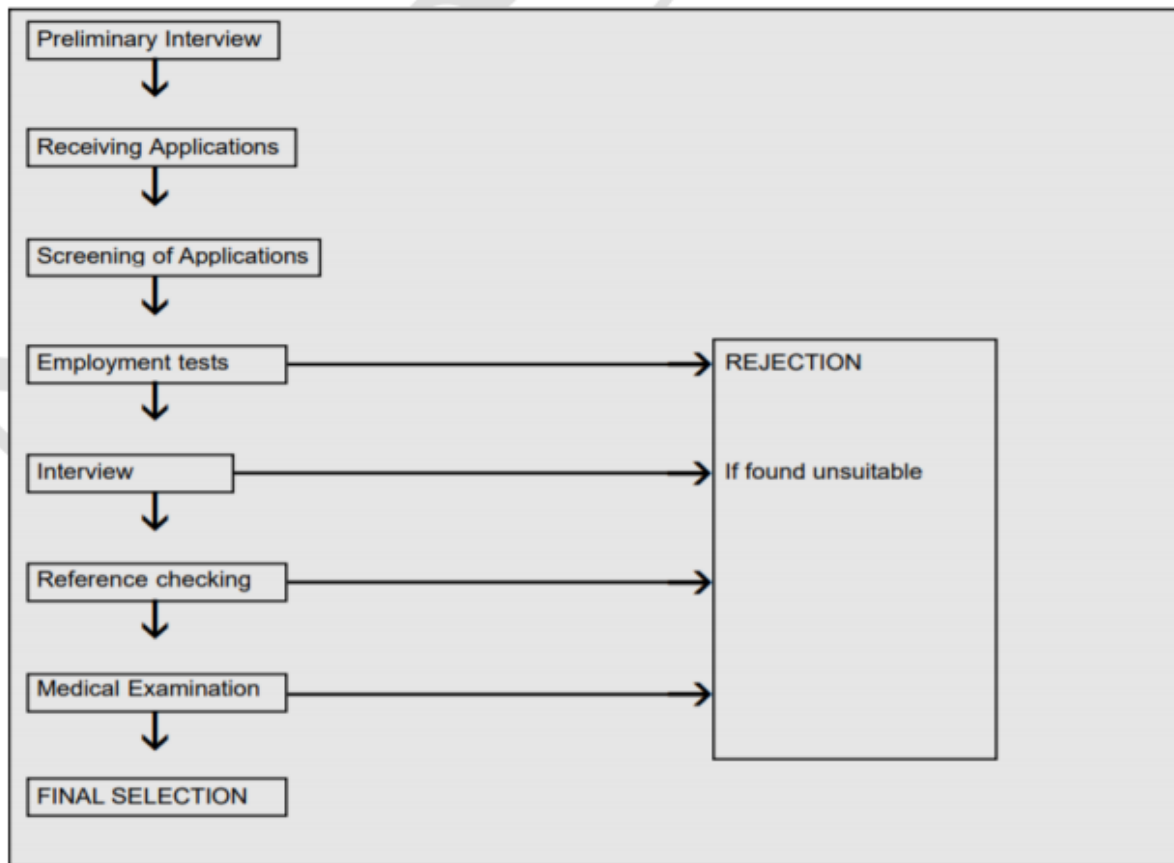 Preliminary Interview
Receiving Applications
Screening of Applications
Employment tests
REJECTION
Interview
If found unsuitable
Reference checking
Medical Examination
FINAL SELECTION